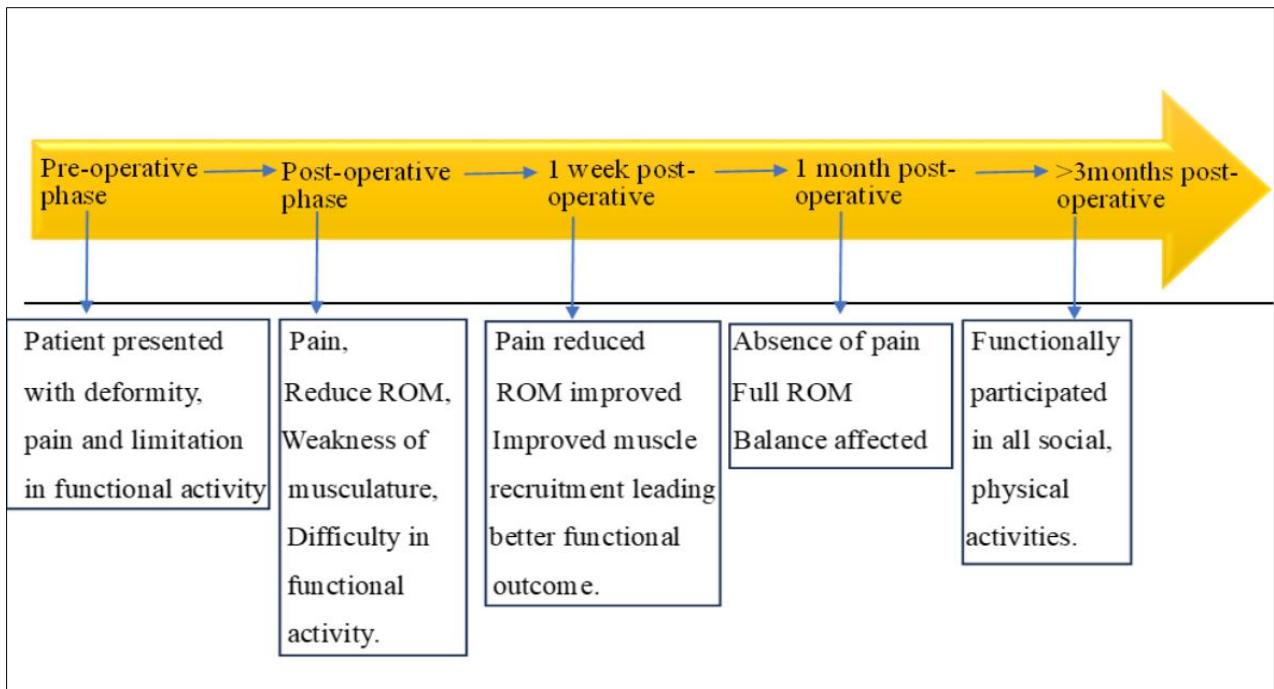 Pre-operative
phase
Post-operative
phase
1 week post-
operative
1 month post-
operative
>3months post-
operative
Patient presented
with deformity,
pain and limitation
in functional activity
Pain,
Reduce ROM,
Weakness of
musculature,
Difficulty in
functional
activity.
Pain reduced
ROM improved
Improved muscle
recruitment leading
better functional
outcome.
Absence of pain
Full ROM
Balance affected
Functionally
participated
in all social,
physical
activities.